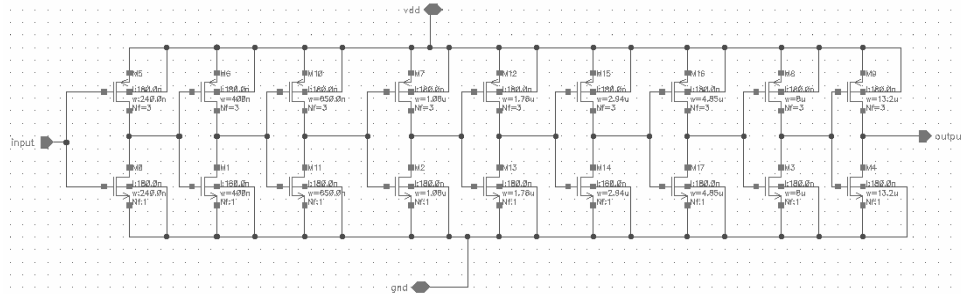 vdd
M5
l:180.0n
w=240.0n
Nf=3
M6
l:180.0n
w=400n
Nf=3
M10
l:180.0n
w=650.0n
Nf=3
M7
l:180.0n
w=1.08u
Nf=3
M12
l:180.0n
w=1.78u
Nf=3
M15
l:180.0n
w=2.94u
Nf=3
M16
l:180.0n
w=4.85u
Nf=3
M8
l:180.0n
w=8u
Nf=3
M9
l:180.0n
w=13.2u
Nf=3
input
output
M0
l:180.0n
w=240.0n
Nf:1
M1
l:180.0n
w=400n
Nf:1
M11
l:180.0n
w=650.0n
Nf:1
M2
l:180.0n
w=1.08u
Nf:1
M13
l:180.0n
w=1.78u
Nf:1
M14
l:180.0n
w=2.94u
Nf:1
M17
l:180.0n
w=4.85u
Nf:1
M3
l:180.0n
w=8u
Nf:1
M4
l:180.0n
w=13.2u
Nf:1
gnd